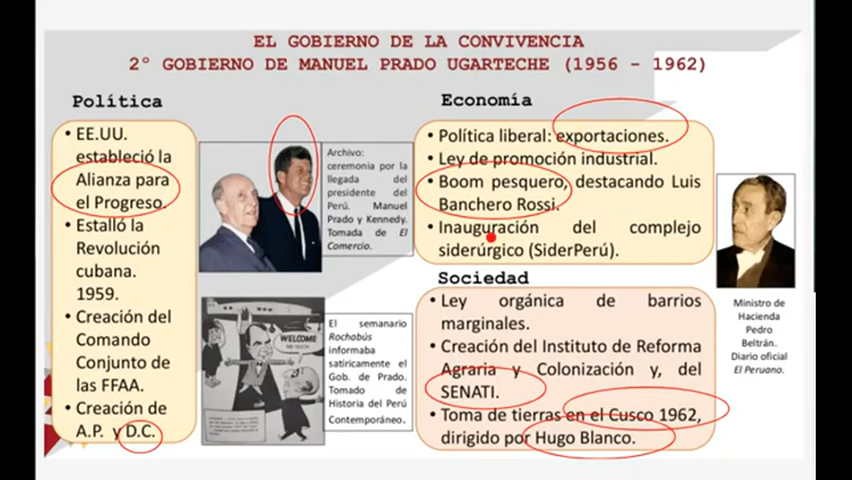 EL GOBIERNO DE LA CONVIVENCIA
2º GOBIERNO DE MANUEL PRADO UGARTECHE (1956 - 1962)
Política
• EE.UU.
estableció la
Alianza para
el Progreso.
• Estalló la
Revolución
cubana.
1959.
• Creación del
Comando
Conjunto de
las FFAA.
• Creación de
A.P. y D.C.
Archivo:
ceremonia por la
llegada del
presidente del
Perú. Manuel
Prado y Kennedy.
Tomada de El
Comercio.
WELCOME
El semanario
Rochabús
informaba
satíricamente el
Gob. de Prado.
Tomado de
Historia del Perú
Contemporáneo.
Economía
• Política liberal: exportaciones.
• Ley de promoción industrial.
• Boom pesquero, destacando Luis
Banchero Rossi.
• Inauguración del complejo
siderúrgico (SiderPerú).
Sociedad
• Ley orgánica de barrios
marginales.
• Creación del Instituto de Reforma
Agraria y Colonización y, del
SENATI.
• Toma de tierras en el Cusco 1962,
dirigido por Hugo Blanco.
Ministro de
Hacienda
Pedro
Beltrán.
Diario oficial
El Peruano.